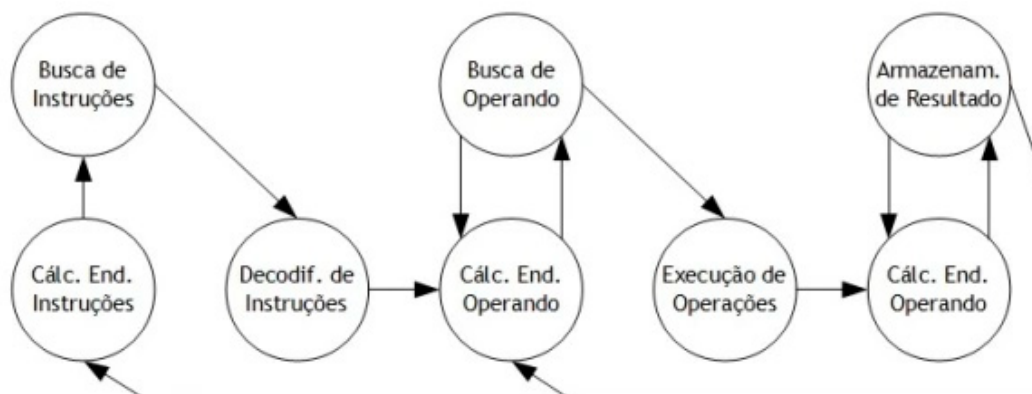 Busca de
Instruções
Busca de
Operando
Armazenam.
de Resultado
Cálc. End.
Instruções
Decodif. de
Instruções
Cálc. End.
Operando
Execução de
Operações
Cálc. End.
Operando